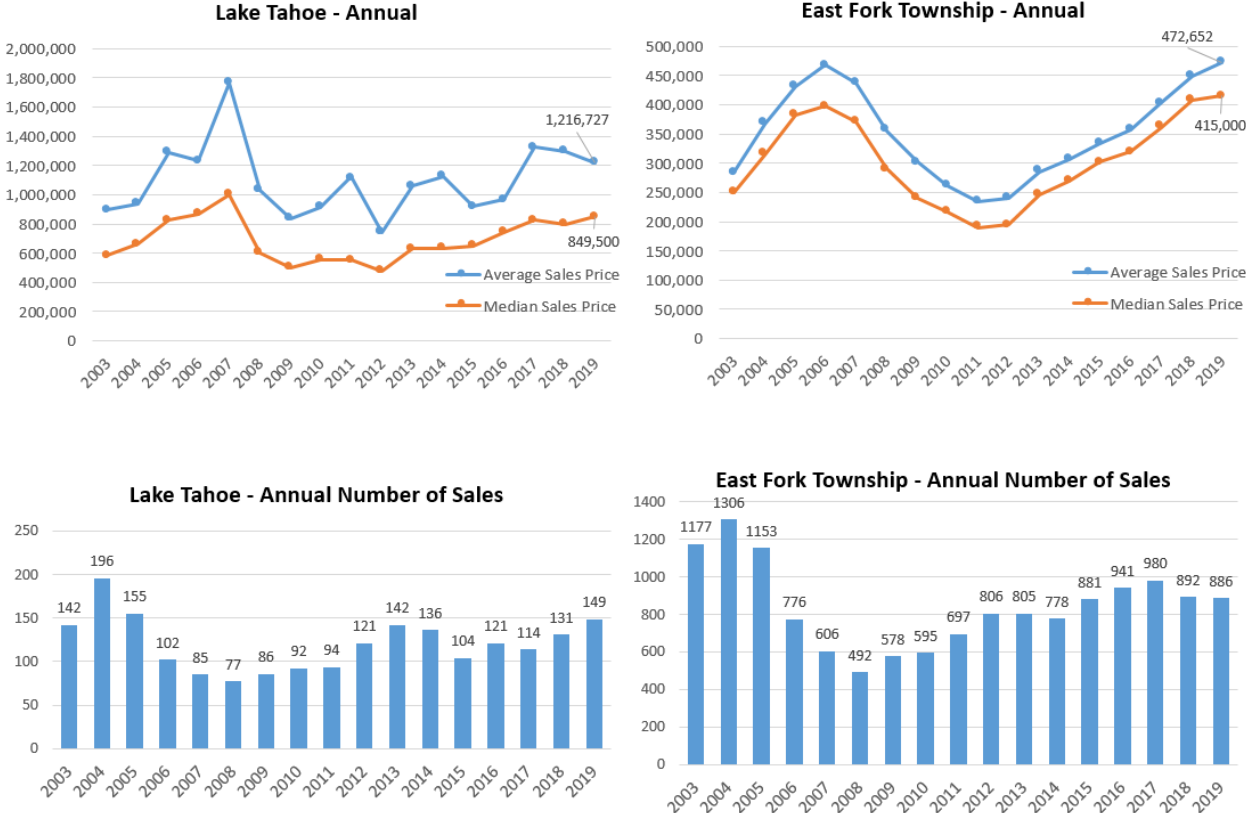 Lake Tahoe - Annual
2,000,000
1,800,000
1,600,000
1,400,000
1,200,000
1,000,000
800,000
600,000
400,000
200,000
0
1,216,727
849,500
Average Sales Price
Median Sales Price
2003 2004 2005 2006 2007 2008 2009 2010 2011 2012 2013 2014 2015 2016 2017 2018 2019
East Fork Township - Annual
500,000
450,000
400,000
350,000
300,000
250,000
200,000
150,000
100,000
50,000
0
472,652
415,000
Average Sales Price
Median Sales Price
2003 2004 2005 2006 2007 2008 2009 2010 2011 2012 2013 2014 2015 2016 2017 2018 2019
Lake Tahoe - Annual Number of Sales
250
200
150
100
50
0
142 196 155 102 85 77 86 92 94 121 142 136 104 121 114 131 149
2003 2004 2005 2006 2007 2008 2009 2010 2011 2012 2013 2014 2015 2016 2017 2018 2019
East Fork Township - Annual Number of Sales
1400
1200
1000
800
600
400
200
0
1177 1306 1153 776 606 492 578 595 697 806 805 778 881 941 980 892 886
2003 2004 2005 2006 2007 2008 2009 2010 2011 2012 2013 2014 2015 2016 2017 2018 2019